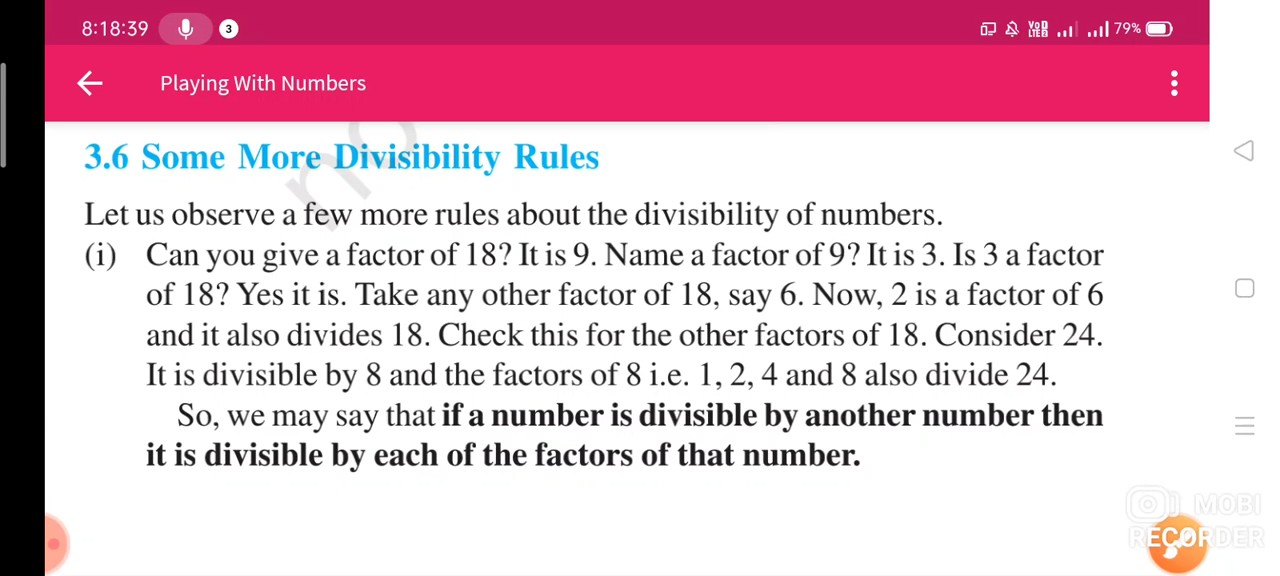 8:18:39 3 VoD LTEB 79%
Playing With Numbers
no
3.6 Some More Divisibility Rules
Let us observe a few more rules about the divisibility of numbers.
(i) Can you give a factor of 18? It is 9. Name a factor of 9? It is 3. Is 3 a factor
of 18? Yes it is. Take any other factor of 18, say 6. Now, 2 is a factor of 6
and it also divides 18. Check this for the other factors of 18. Consider 24.
It is divisible by 8 and the factors of 8 i.e. 1, 2, 4 and 8 also divide 24.
So, we may say that if a number is divisible by another number then
it is divisible by each of the factors of that number.
MOBI
RECORDER